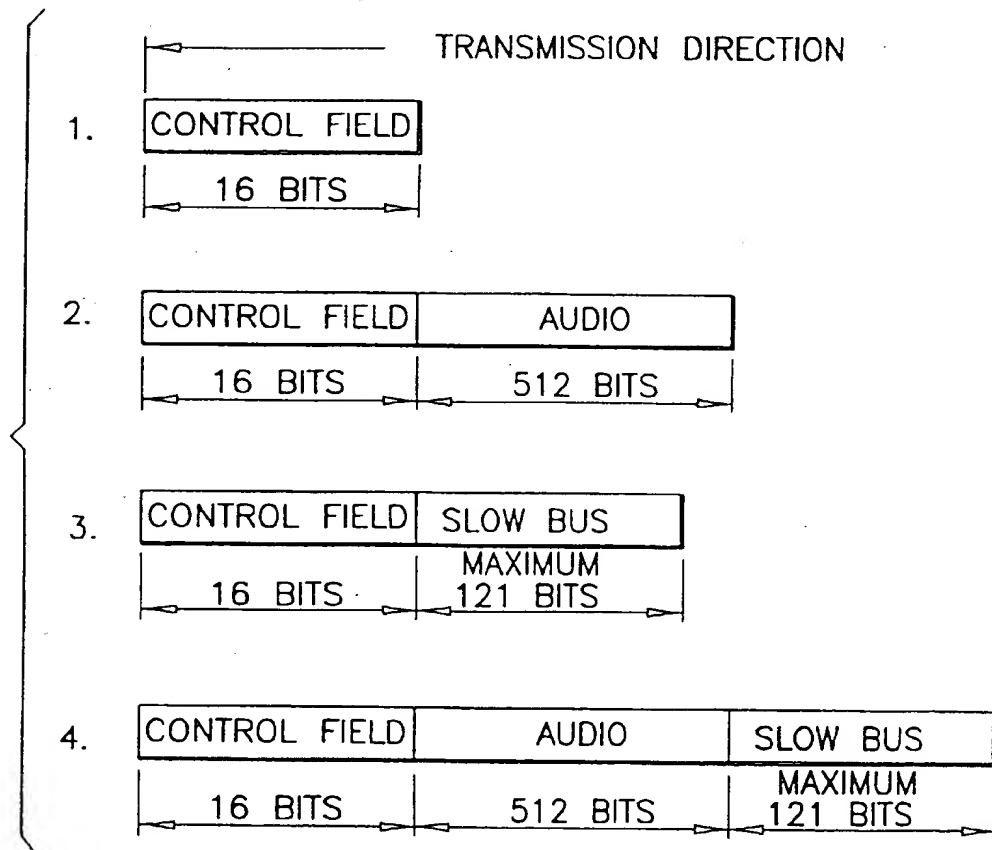 TRANSMISSION DIRECTION
1.
CONTROL FIELD
16 BITS
2.
CONTROL FIELD AUDIO
16 BITS 512 BITS
3.
CONTROL FIELD SLOW BUS
16 BITS MAXIMUM 121 BITS
4.
CONTROL FIELD AUDIO SLOW BUS
16 BITS 512 BITS MAXIMUM 121 BITS